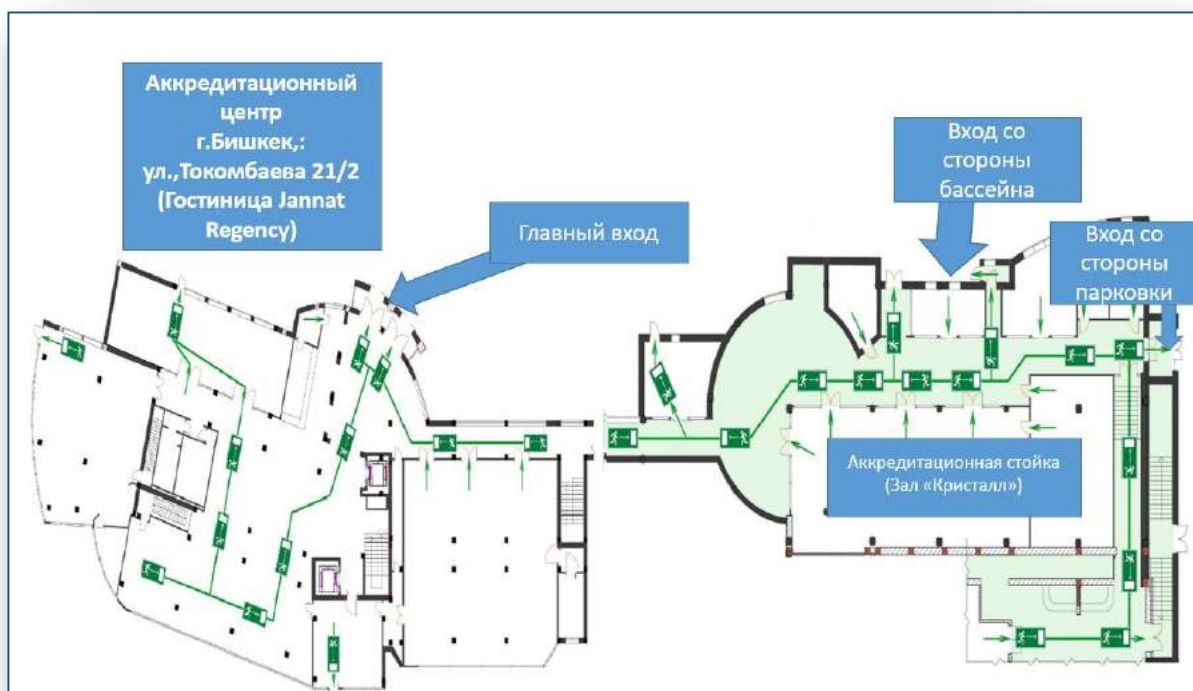 Аккредитационный
центр
г.Бишкек,:
ул.,Токомбаева 21/2
(Гостиница Jannat
Regency)
Главный вход
Вход со
стороны
бассейна
Вход со
стороны
парковки
Аккредитационная стойка
(Зал «Кристалл»)